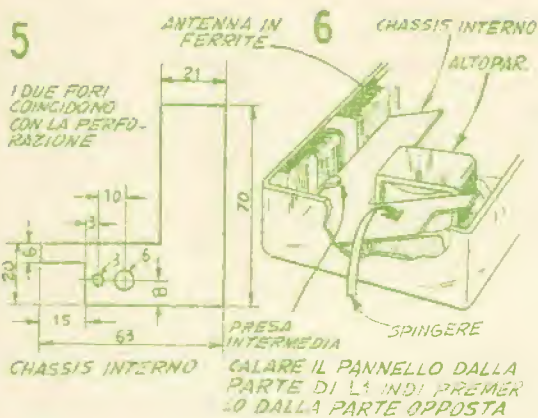 5
I DUE FORI
COINCIDONO
CON LA PERFO-
RAZIONE
21
70
10
3
6
20
3
6
8
15
63
CHASSIS INTERNO
6
ANTENNA IN
FERRITE
CHASSIS INTERNO
ALTOPAR.
PRESA
INTERMEDIA
SPINGERE
CALARE IL PANNELLO DALLA
PARTE DI L1 INDI PREMER
LO DALLA PARTE OPPOSTA